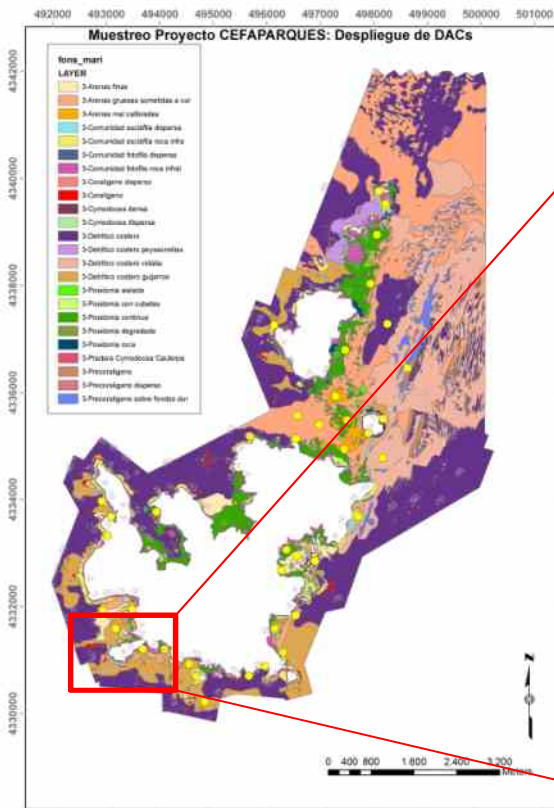 492000 493000 494000 495000 496000 497000 498000 499000 500000 501000
Muestreo Proyecto CEFAPARQUES: Despliegue de DACs
4342000
4340000
4338000
4336000
4334000
4332000
4330000
fons_mari
LAYER
3-Arenas finas
3-Arenas gruesas sometidas a cor
3-Arenas mal calibradas
3-Comunidad esciáfila dispersa
3-Comunidad esciáfila roca infra
3-Comunidad fotófila dispersa
3-Comunidad fotófila roca infral
3-Coralígeno disperso
3-Coralígeno
3-Cymodocea densa
3-Cymodocea dispersa
3-Detrítico costero
3-Detrítico costero peyssonellias
3-Detrítico costero
3-Detrítico costero guijarros
3-Posidonia aislada
3-Posidonia con cubetas
3-Posidonia continua
3-Posidonia degradada
3-Posidonia roca
3-Pradera Cymodocea Caulerpa
3-Precoralígeno
3-Precoralígeno disperso
3-Precoralígeno sobre fondos dur
N
0 400 800 1.600 2.400 3.200
Meters